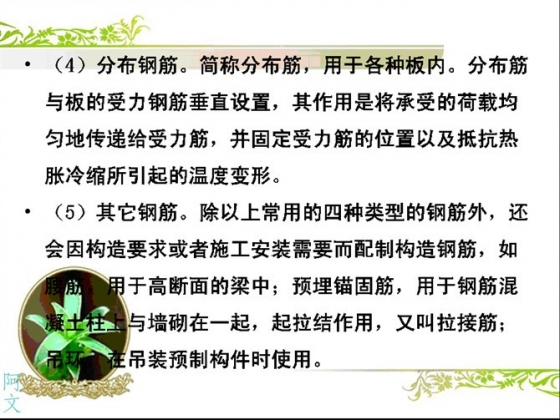 • （4）分布钢筋。简称分布筋，用于各种板内。分布筋
与板的受力钢筋垂直设置，其作用是将承受的荷载均
匀地传递给受力筋，并固定受力筋的位置以及抵抗热
胀冷缩所引起的温度变形。
• （5）其它钢筋。除以上常用的四种类型的钢筋外，还
会因构造要求或者施工安装需要而配制构造钢筋，如
腰筋，用于高断面的梁中；预埋锚固筋，用于钢筋混
凝土柱上与墙砌在一起，起拉结作用，又叫拉接筋；
吊环，在吊装预制构件时使用。
阿文